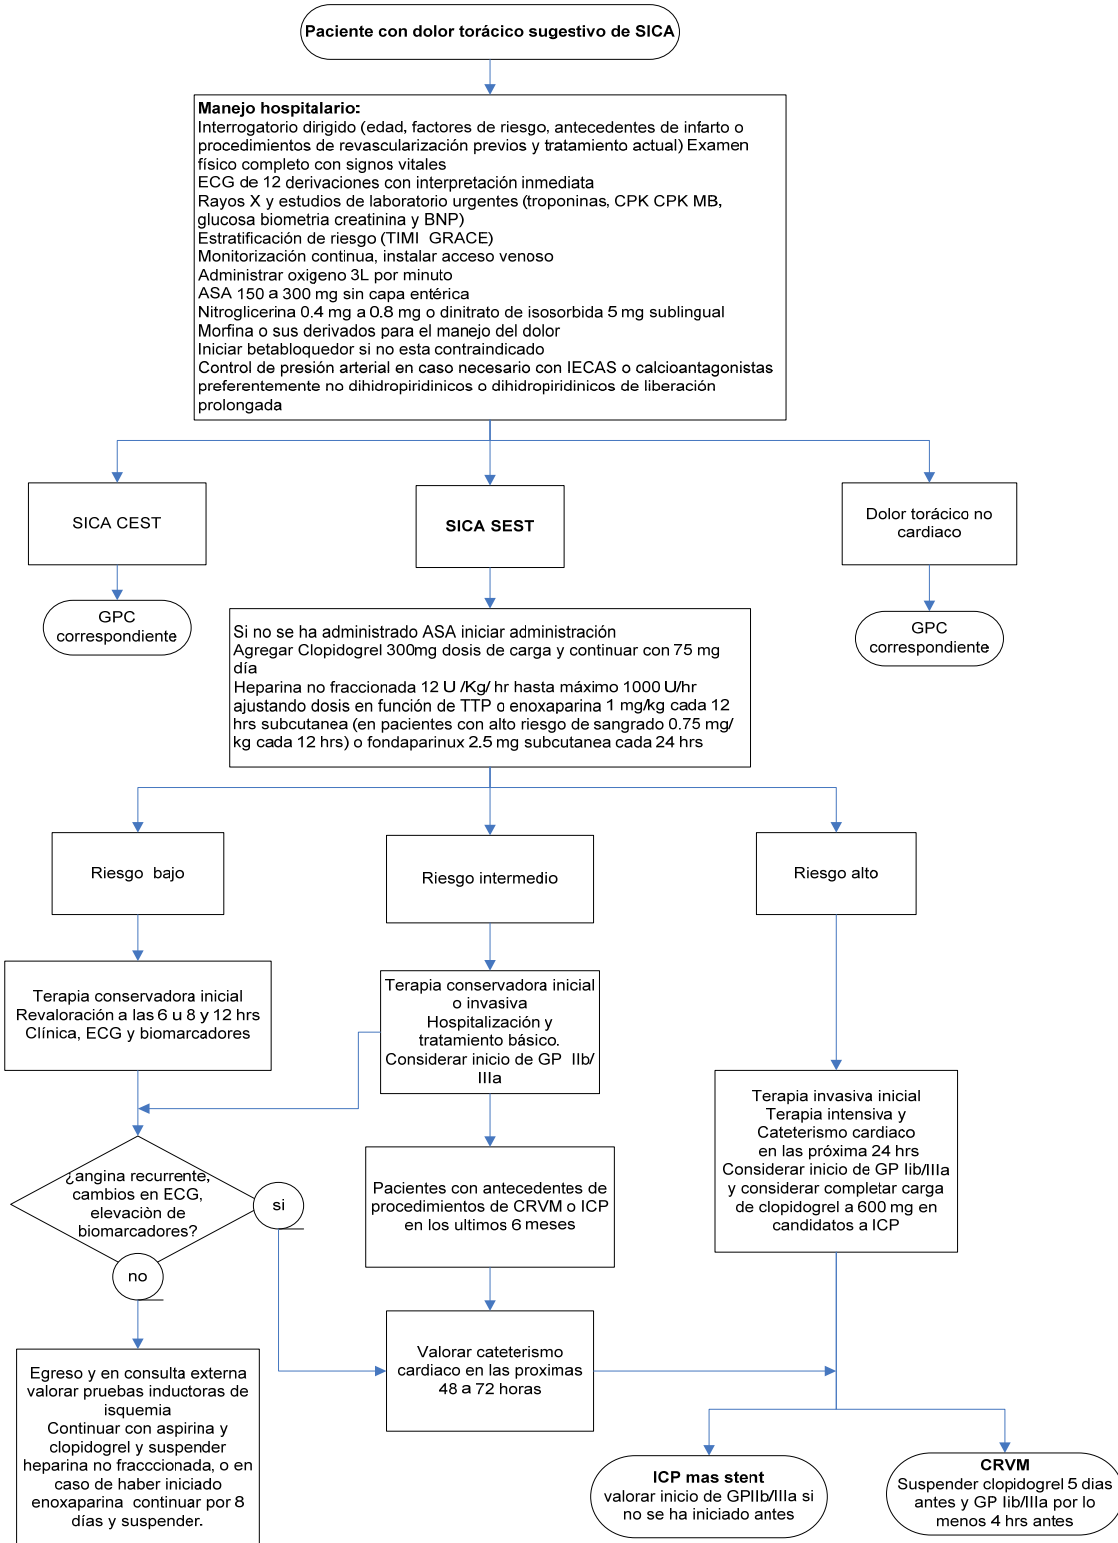 Paciente con dolor torácico sugestivo de SICA
Manejo hospitalario:
Interrogatorio dirigido (edad, factores de riesgo, antecedentes de infarto o
procedimientos de revascularización previos y tratamiento actual) Examen
físico completo con signos vitales
ECG de 12 derivaciones con interpretación inmediata
Rayos X y estudios de laboratorio urgentes (troponinas, CPK CPK MB,
glucosa biometria creatinina y BNP)
Estratificación de riesgo (TIMI GRACE)
Monitorización continua, instalar acceso venoso
Administrar oxigeno 3L por minuto
ASA 150 a 300 mg sin capa entérica
Nitroglicerina 0.4 mg a 0.8 mg o dinitrato de isosorbida 5 mg sublingual
Morfina o sus derivados para el manejo del dolor
Iniciar betabloquedor si no esta contraindicado
Control de presión arterial en caso necesario con IECAS o calcioantagonistas
preferentemente no dihidropiridinicos o dihidropiridinicos de liberación
prolongada
SICA CEST
SICA SEST
Dolor torácico no
cardiaco
GPC
correspondiente
GPC
correspondiente
Si no se ha administrado ASA iniciar administración
Agregar Clopidogrel 300mg dosis de carga y continuar con 75 mg
día
Heparina no fraccionada 12 U /Kg/ hr hasta máximo 1000 U/hr
ajustando dosis en función de TTP o enoxaparina 1 mg/kg cada 12
hrs subcutanea (en pacientes con alto riesgo de sangrado 0.75 mg/
kg cada 12 hrs) o fondaparinux 2.5 mg subcutanea cada 24 hrs
Riesgo bajo
Riesgo intermedio
Riesgo alto
Terapia conservadora inicial
Revaloración a las 6 u 8 y 12 hrs
Clínica, ECG y biomarcadores
Terapia conservadora inicial
o invasiva
Hospitalización y
tratamiento básico.
Considerar inicio de GP IIb/
IIIa
Terapia invasiva inicial
Terapia intensiva y
Cateterismo cardiaco
en las próxima 24 hrs
Considerar inicio de GP Iib/IIIa
y considerar completar carga
de clopidogrel a 600 mg en
candidatos a ICP
¿angina recurrente,
cambios en ECG,
elevaciòn de
biomarcadores?
si
no
Pacientes con antecedentes de
procedimientos de CRVM o ICP
en los ultimos 6 meses
Valorar cateterismo
cardiaco en las proximas
48 a 72 horas
Egreso y en consulta externa
valorar pruebas inductoras de
isquemia
Continuar con aspirina y
clopidogrel y suspender
heparina no fracccionada, o en
caso de haber iniciado
enoxaparina continuar por 8
días y suspender.
ICP mas stent
valorar inicio de GPIIb/IIIa si
no se ha iniciado antes
CRVM
Suspender clopidogrel 5 dias
antes y GP Iib/IIIa por lo
menos 4 hrs antes